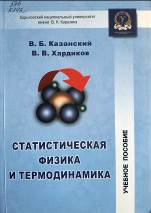 Харьковский национальный университет
имени В. Н. Каразина
В. Б. Казанский
В. В. Хардиков
СТАТИСТИЧЕСКАЯ
ФИЗИКА
И ТЕРМОДИНАМИКА
УЧЕБНОЕ ПОСОБИЕ